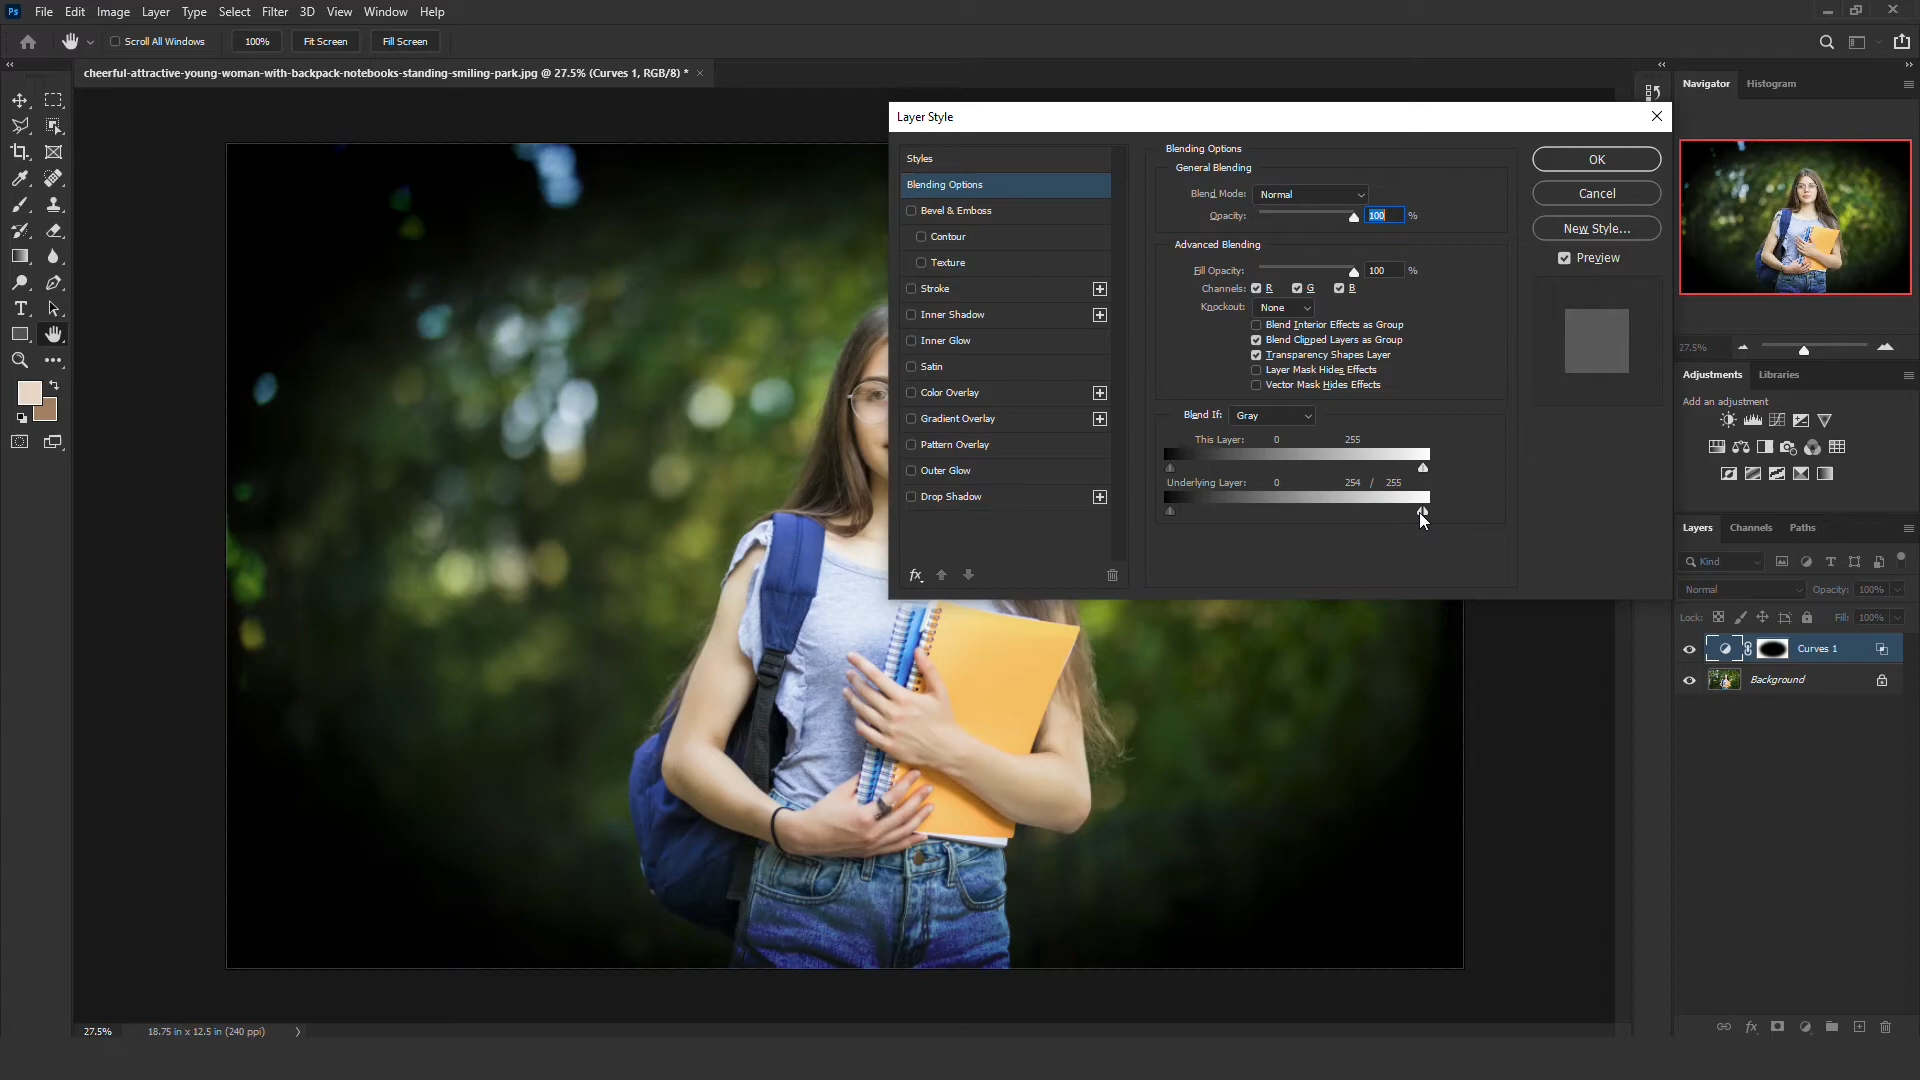 Ps File Edit Image Layer Type Select Filter 3D View Window Help
Scroll All Windows 100% Fit Screen Fill Screen
cheerful-attractive-young-woman-with-backpack-notebooks-standing-smiling-park.jpg @ 27.5% (Curves 1, RGB/8) *
Navigator Histogram
27.5%
Layer Style
Styles
Blending Options
Bevel & Emboss
Contour
Texture
Stroke
Inner Shadow
Inner Glow
Satin
Color Overlay
Gradient Overlay
Pattern Overlay
Outer Glow
Drop Shadow
fx
Blending Options
General Blending
Blend Mode: Normal
Opacity: 100 %
Advanced Blending
Fill Opacity: 100 %
Channels: R G B
Knockout: None
Blend Interior Effects as Group
Blend Clipped Layers as Group
Transparency Shapes Layer
Layer Mask Hides Effects
Vector Mask Hides Effects
Blend If: Gray
This Layer: 0 255
Underlying Layer: 0 254 / 255
OK
Cancel
New Style...
Preview
Adjustments Libraries
Add an adjustment
Layers Channels Paths
Kind
Normal Opacity: 100%
Lock: Fill: 100%
Curves 1
Background
fx
27.5% 18.75 in x 12.5 in (240 ppi)